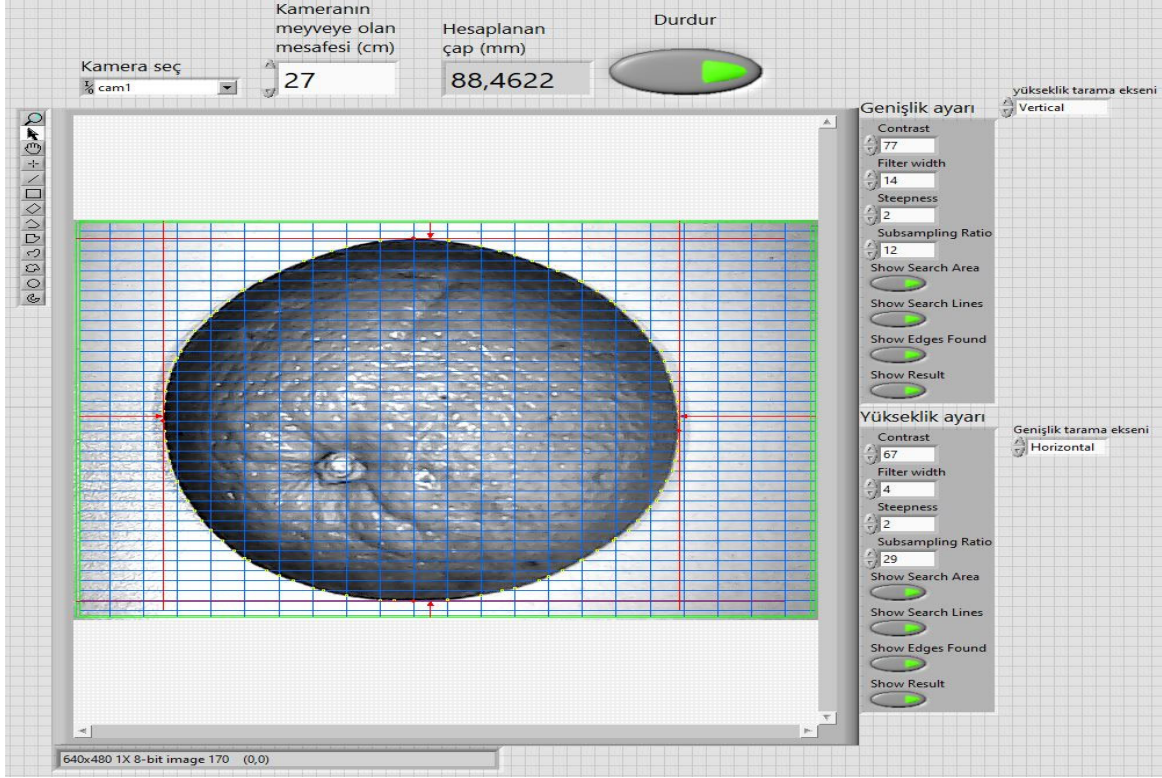 Kameranın
meyveye olan
mesafesi (cm)
27
Hesaplanan
çap (mm)
88,4622
Durdur
Kamera seç
cam1
yükseklik tarama ekseni
Vertical
Genişlik ayarı
Contrast
77
Filter width
14
Steepness
2
Subsampling Ratio
12
Show Search Area
Show Search Lines
Show Edges Found
Show Result
Yükseklik ayarı
Contrast
67
Filter width
4
Steepness
2
Subsampling Ratio
29
Show Search Area
Show Search Lines
Show Edges Found
Show Result
Genişlik tarama ekseni
Horizontal
640x480 1X 8-bit image 170 (0,0)